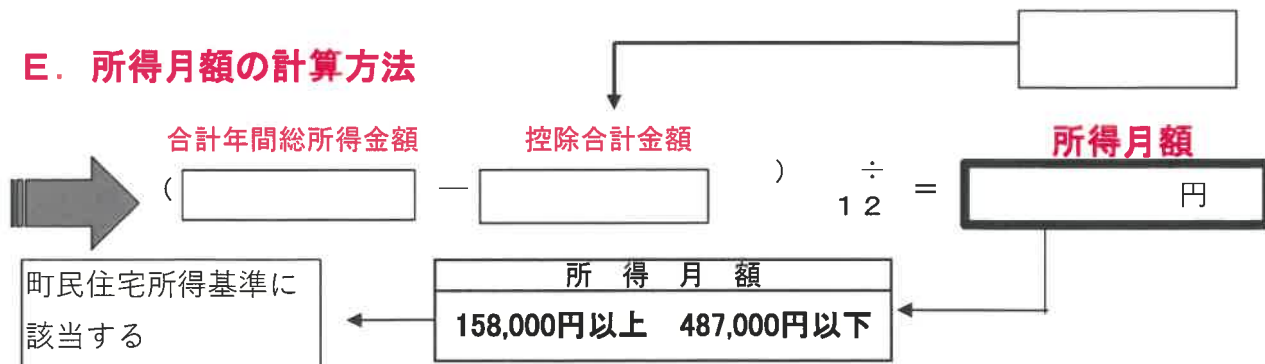 E. 所得月額の計算方法
合計年間総所得金額 控除合計金額 所得月額
( — ) ÷ 12 = 円
町民住宅所得基準に
該当する
所得月額
158,000円以上 487,000円以下